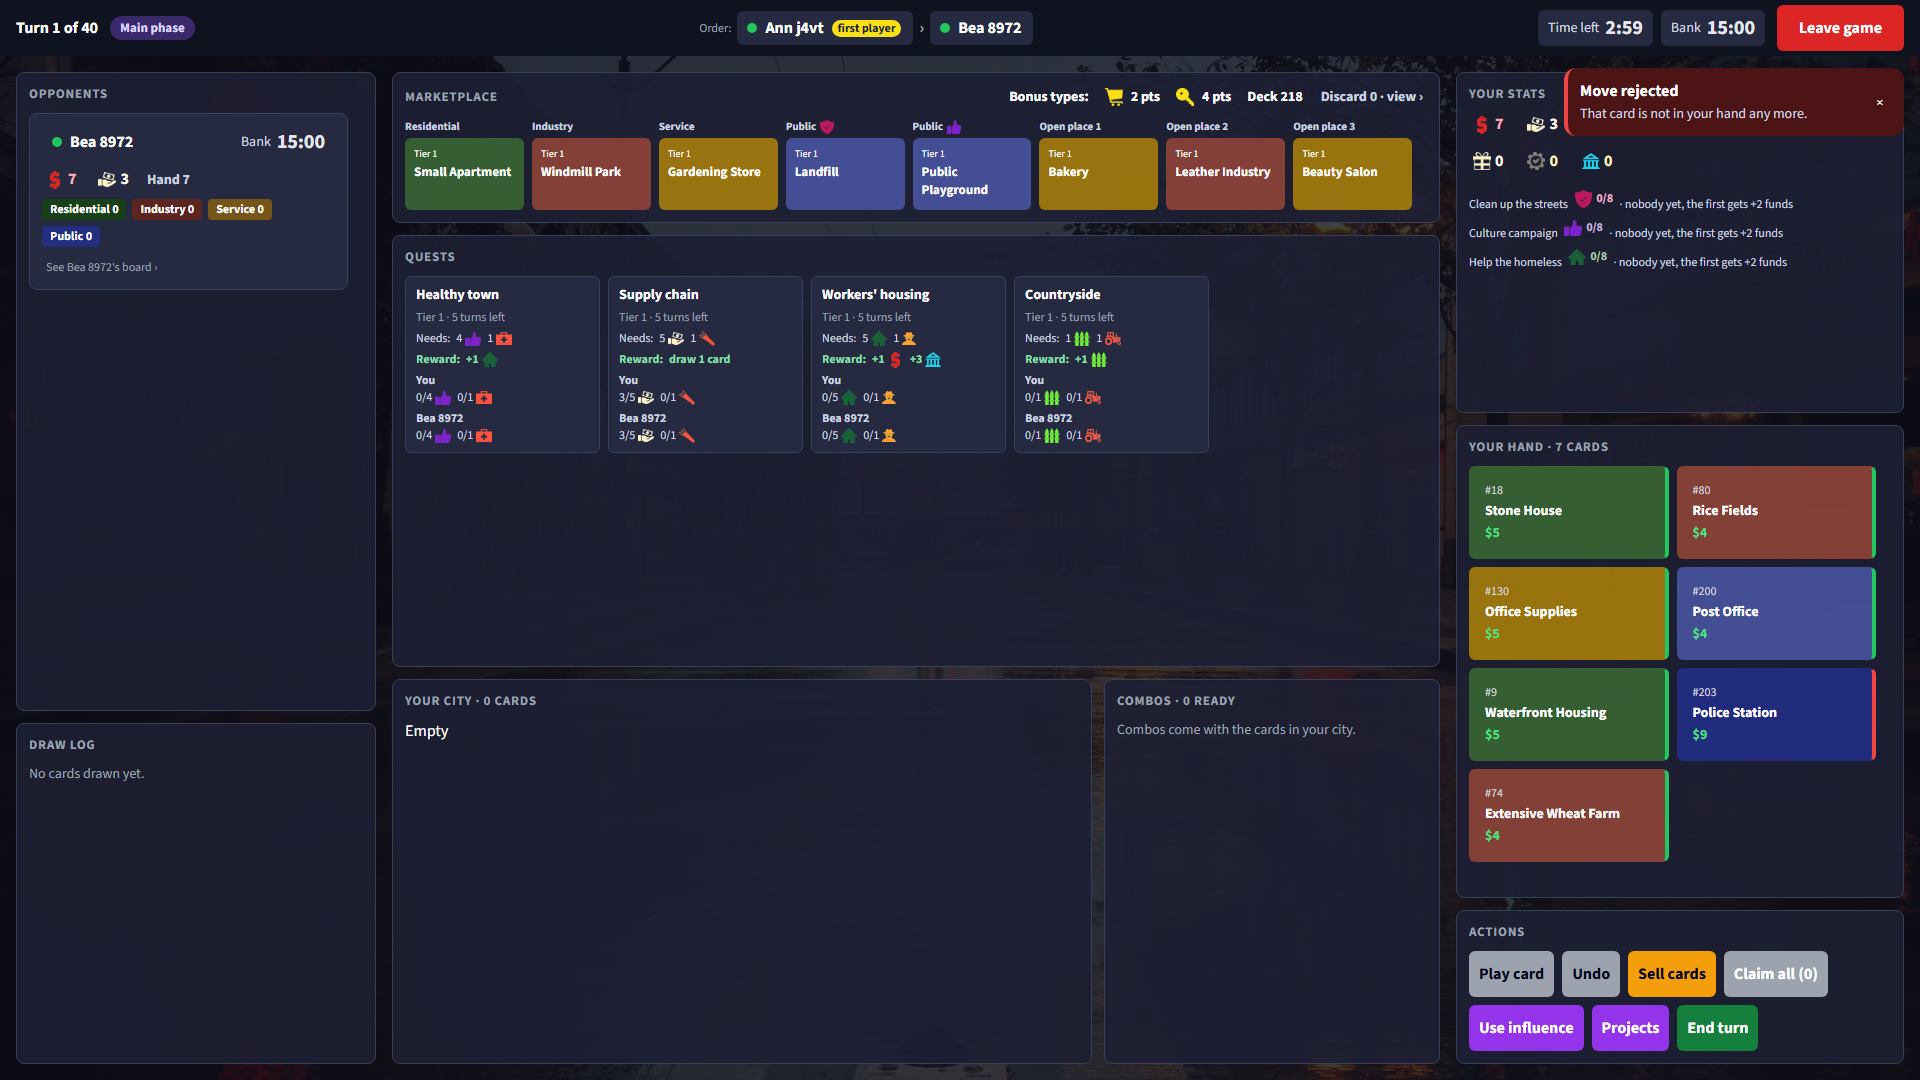 Turn 1 of 40
Main phase
Order:
Ann j4vt
first player
›
Bea 8972
Time left 2:59
Bank 15:00
Leave game
OPPONENTS
Bea 8972
Bank 15:00
7
3
Hand 7
Residential 0
Industry 0
Service 0
Public 0
See Bea 8972's board ›
DRAW LOG
No cards drawn yet.
MARKETPLACE
Bonus types:
2 pts
4 pts
Deck 218
Discard 0 · view ›
Residential
Tier 1
Small Apartment
Industry
Tier 1
Windmill Park
Service
Tier 1
Gardening Store
Public
Tier 1
Landfill
Public
Tier 1
Public
Playground
Open place 1
Tier 1
Bakery
Open place 2
Tier 1
Leather Industry
Open place 3
Tier 1
Beauty Salon
QUESTS
Healthy town
Tier 1 · 5 turns left
Needs: 4 1
Reward: +1
You
0/4 0/1
Bea 8972
0/4 0/1
Supply chain
Tier 1 · 5 turns left
Needs: 5 1
Reward: draw 1 card
You
3/5 0/1
Bea 8972
3/5 0/1
Workers' housing
Tier 1 · 5 turns left
Needs: 5 1
Reward: +1 +3
You
0/5 0/1
Bea 8972
0/5 0/1
Countryside
Tier 1 · 5 turns left
Needs: 1 1
Reward: +1
You
0/1 0/1
Bea 8972
0/1 0/1
YOUR CITY · 0 CARDS
Empty
COMBOS · 0 READY
Combos come with the cards in your city.
YOUR STATS
Move rejected
That card is not in your hand any more.
×
7
3
0
0
0
Clean up the streets 0/8 · nobody yet, the first gets +2 funds
Culture campaign 0/8 · nobody yet, the first gets +2 funds
Help the homeless 0/8 · nobody yet, the first gets +2 funds
YOUR HAND · 7 CARDS
#18
Stone House
$5
#80
Rice Fields
$4
#130
Office Supplies
$5
#200
Post Office
$4
#9
Waterfront Housing
$5
#203
Police Station
$9
#74
Extensive Wheat Farm
$4
ACTIONS
Play card
Undo
Sell cards
Claim all (0)
Use influence
Projects
End turn